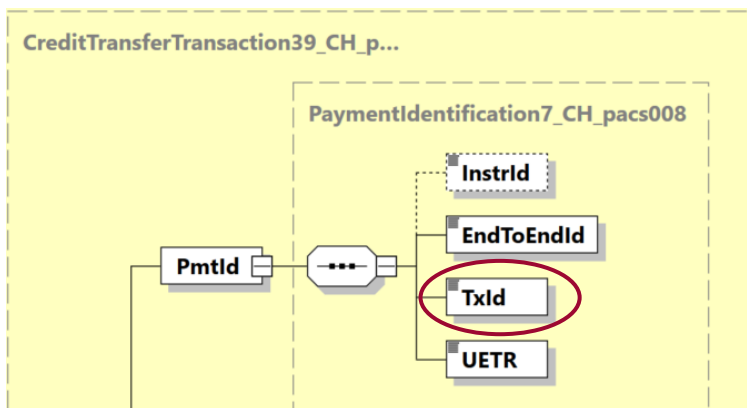 CreditTransferTransaction39_CH_p...
PaymentIdentification7_CH_pacs008
InstrId
EndToEndId
PmtId
TxId
UETR